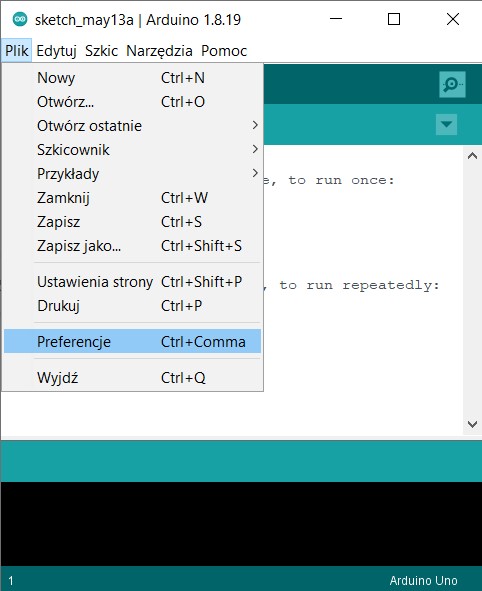 sketch_may13a | Arduino 1.8.19
Plik Edytuj Szkic Narzędzia Pomoc
Nowy Ctrl+N
Otwórz... Ctrl+O
Otwórz ostatnie
Szkicownik
Przykłady
e, to run once:
Zamknij Ctrl+W
Zapisz Ctrl+S
Zapisz jako... Ctrl+Shift+S
Ustawienia strony Ctrl+Shift+P
, to run repeatedly:
Drukuj Ctrl+P
Preferencje Ctrl+Comma
Wyjdź Ctrl+Q
1 Arduino Uno